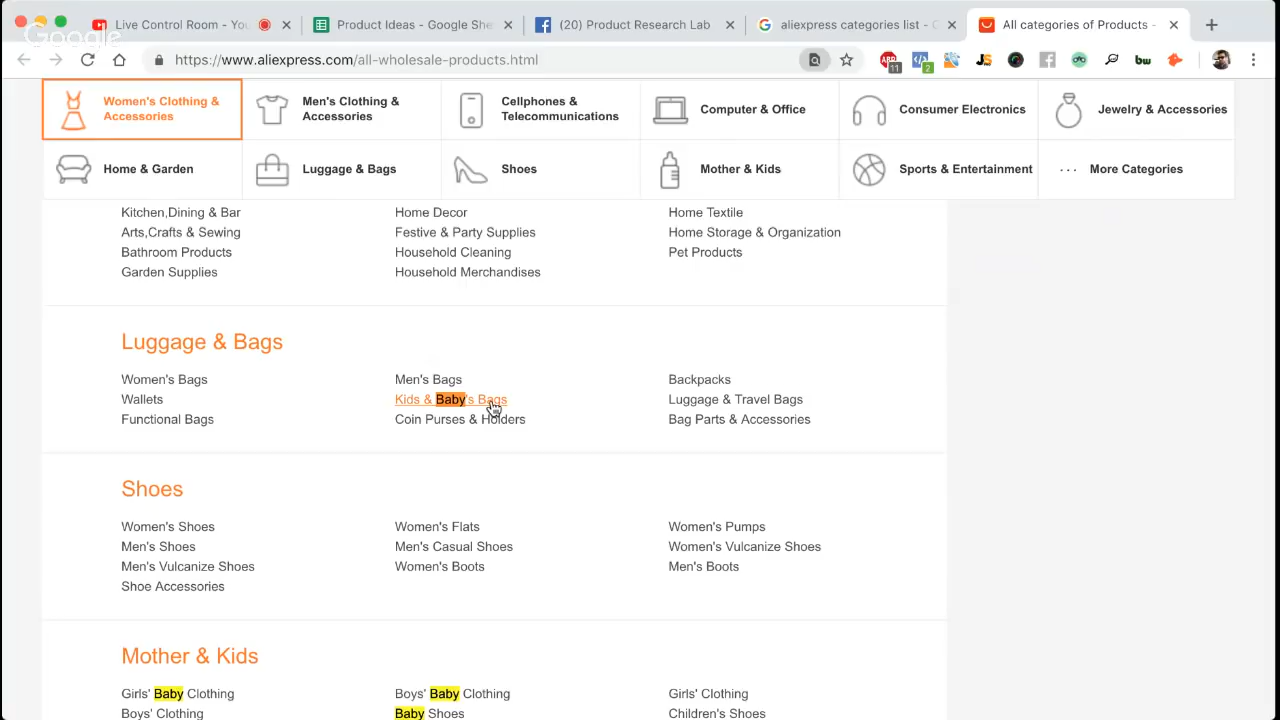 Live Control Room - You
Product Ideas - Google She
(20) Product Research Lab
aliexpress categories list - G
All categories of Products -
Google
https://www.aliexpress.com/all-wholesale-products.html
ABP
11
2
JS
bw
Women's Clothing &
Accessories
Men's Clothing &
Accessories
Cellphones &
Telecommunications
Computer & Office
Consumer Electronics
Jewelry & Accessories
Home & Garden
Luggage & Bags
Shoes
Mother & Kids
Sports & Entertainment
More Categories
Kitchen,Dining & Bar
Home Decor
Home Textile
Arts,Crafts & Sewing
Festive & Party Supplies
Home Storage & Organization
Bathroom Products
Household Cleaning
Pet Products
Garden Supplies
Household Merchandises
Luggage & Bags
Women's Bags
Men's Bags
Backpacks
Wallets
Kids & Baby's Bags
Luggage & Travel Bags
Functional Bags
Coin Purses & Holders
Bag Parts & Accessories
Shoes
Women's Shoes
Women's Flats
Women's Pumps
Men's Shoes
Men's Casual Shoes
Women's Vulcanize Shoes
Men's Vulcanize Shoes
Women's Boots
Men's Boots
Shoe Accessories
Mother & Kids
Girls' Baby Clothing
Boys' Baby Clothing
Girls' Clothing
Boys' Clothing
Baby Shoes
Children's Shoes